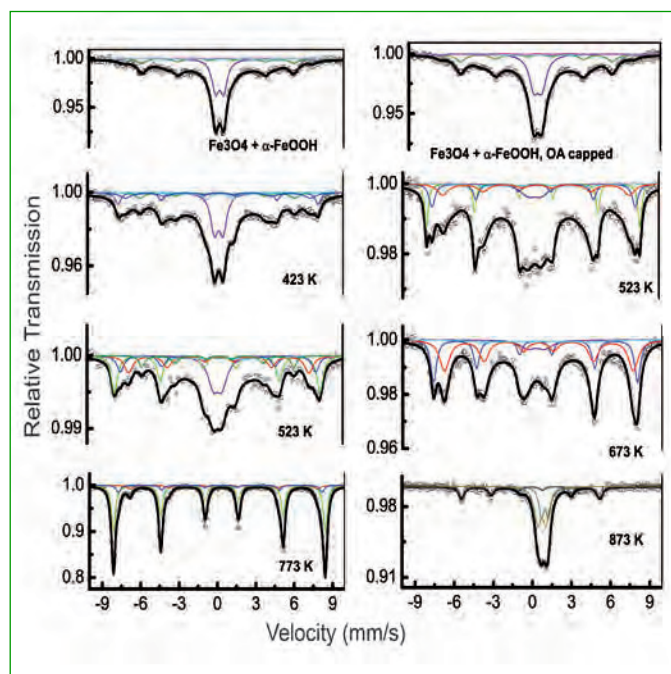 1.00
0.95
Fe3O4 + α-FeOOH
1.00
0.95
Fe3O4 + α-FeOOH, OA capped
1.00
0.96
423 K
1.00
0.98
523 K
1.00
0.99
523 K
1.00
0.98
0.96
673 K
1.0
0.9
0.8
773 K
0.98
0.91
873 K
-9 -6 -3 0 3 6 9
-9 -6 -3 0 3 6 9
Relative Transmission
Velocity (mm/s)